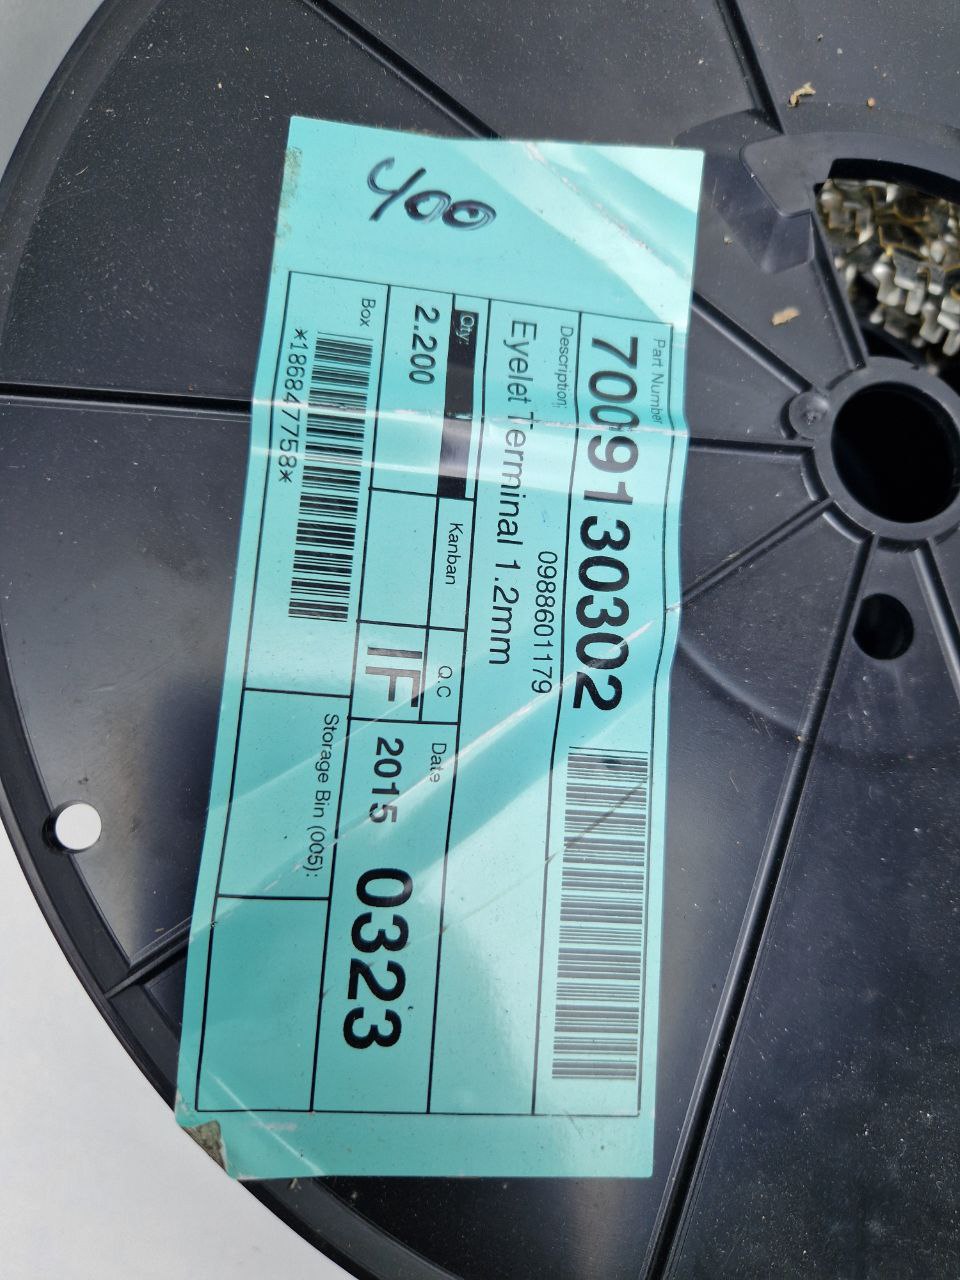 400
Part Number
7009130302
0988601179
Description:
Eyelet Terminal 1.2mm
Qty:
Kanban
Q.C
Date
2.200
IF
2015 0323
Box
*186847758*
Storage Bin (005):